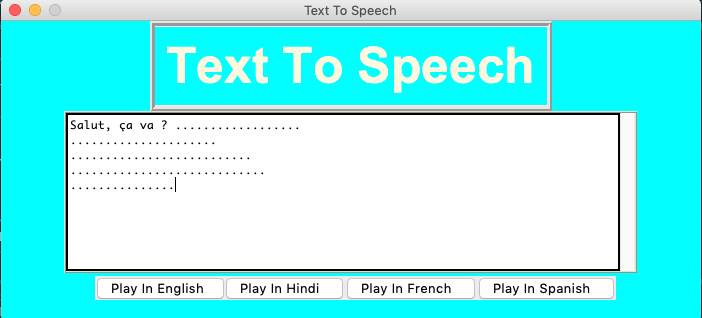 Text To Speech
Text To Speech
Salut, ça va ? ..................
.....................
..........................
............................
...............
Play In English Play In Hindi Play In French Play In Spanish